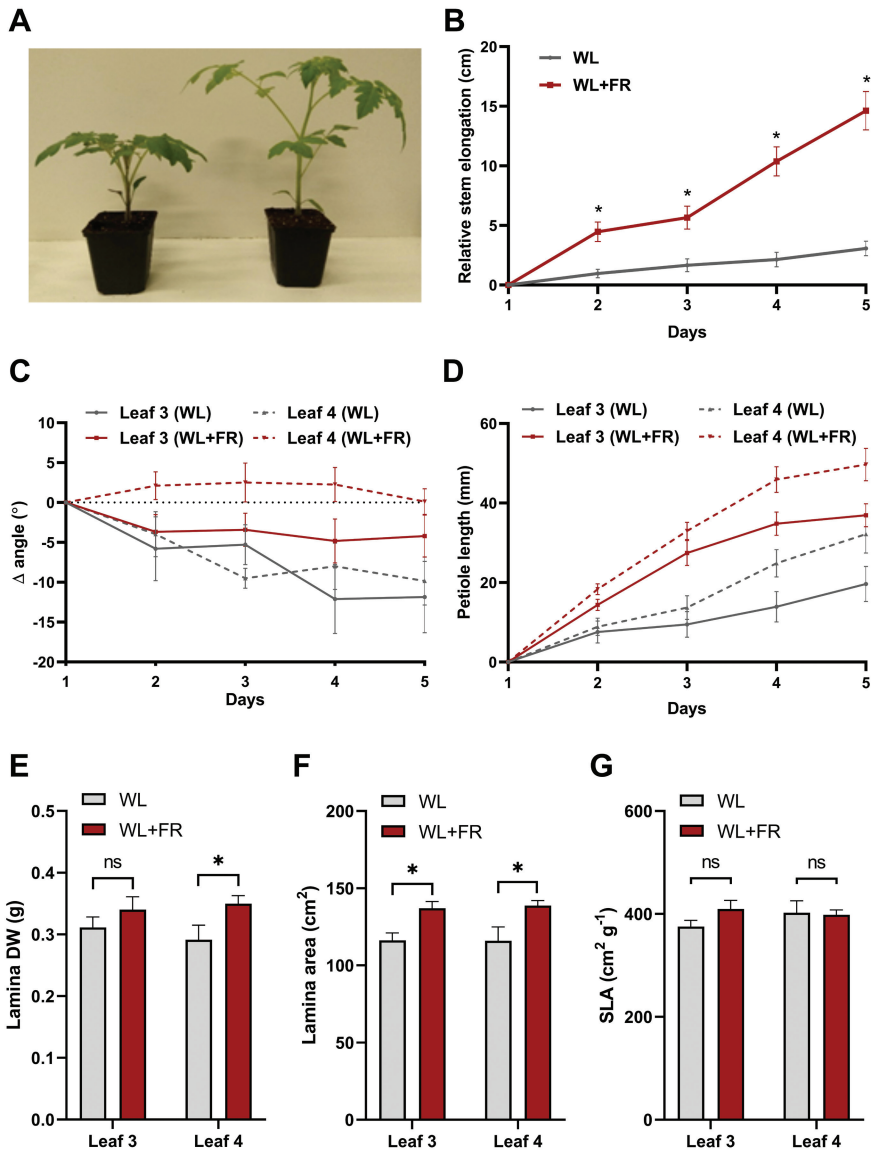 A
B
Relative stem elongation (cm)
20
15
10
5
0
WL
WL+FR
*
*
*
*
1
2
3
4
5
Days
C
Leaf 3 (WL)
Leaf 4 (WL)
Leaf 3 (WL+FR)
Leaf 4 (WL+FR)
Δ angle (°)
10
5
0
-5
-10
-15
-20
1
2
3
4
5
Days
D
Leaf 3 (WL)
Leaf 4 (WL)
Leaf 3 (WL+FR)
Leaf 4 (WL+FR)
Petiole length (mm)
60
40
20
0
1
2
3
4
5
Days
E
WL
WL+FR
Lamina DW (g)
0.5
0.4
0.3
0.2
0.1
0.0
ns
*
Leaf 3
Leaf 4
F
WL
WL+FR
Lamina area (cm²)
200
150
100
50
0
*
*
Leaf 3
Leaf 4
G
WL
WL+FR
SLA (cm² g⁻¹)
600
400
200
0
ns
ns
Leaf 3
Leaf 4